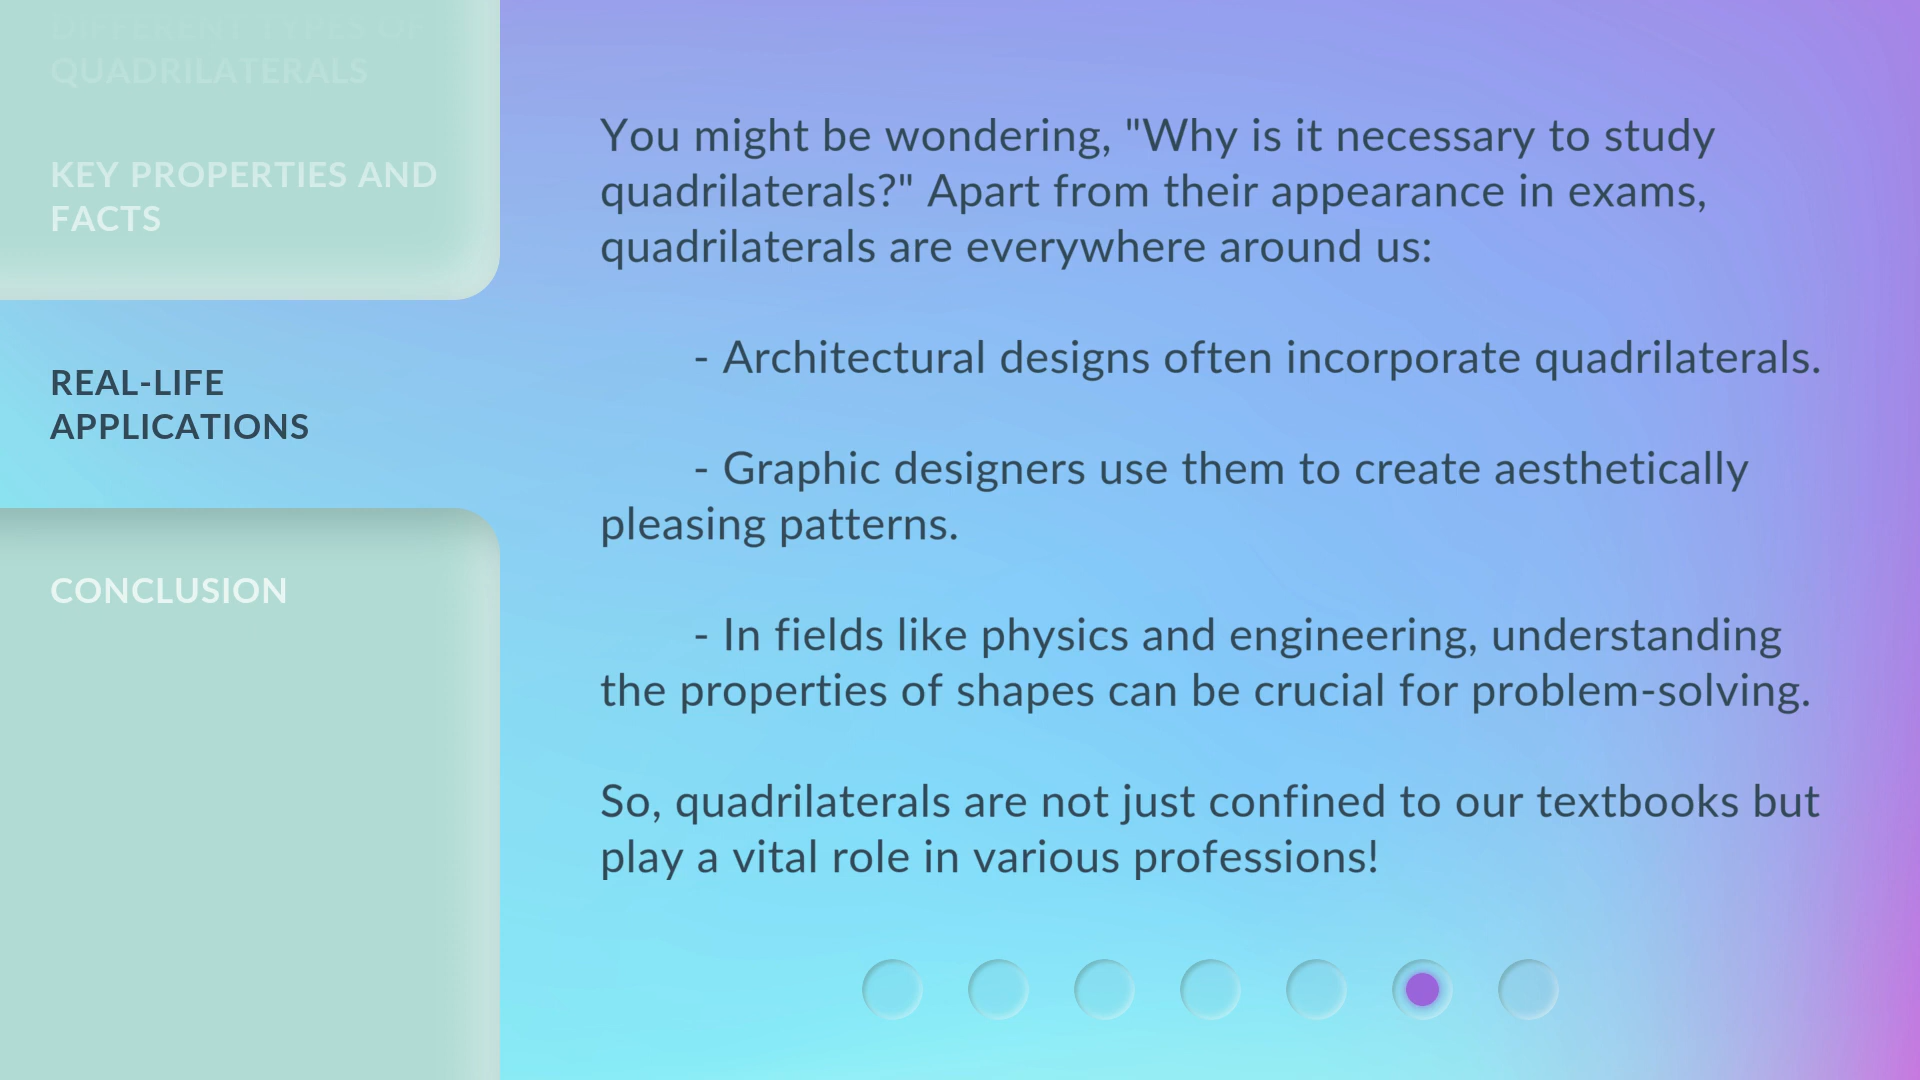 DIFFERENT TYPES OF
QUADRILATERALS
KEY PROPERTIES AND
FACTS
REAL-LIFE
APPLICATIONS
CONCLUSION
You might be wondering, "Why is it necessary to study
quadrilaterals?" Apart from their appearance in exams,
quadrilaterals are everywhere around us:
- Architectural designs often incorporate quadrilaterals.
- Graphic designers use them to create aesthetically
pleasing patterns.
- In fields like physics and engineering, understanding
the properties of shapes can be crucial for problem-solving.
So, quadrilaterals are not just confined to our textbooks but
play a vital role in various professions!